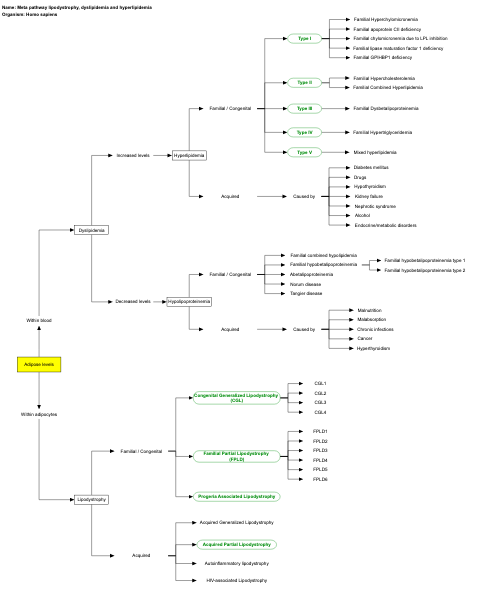 Name: Meta pathway lipodystrophy, dyslipidemia and hyperlipidemia
Organism: Homo sapiens
Familial Hyperchylomicronemia
Familial apoprotein CII deficiency
Type I
Familial chylomicronemia due to LPL inhibition
Familial lipase maturation factor 1 deficiency
Familial GPIHBP1 deficiency
Familial Hypercholesterolemia
Type II
Familial Combined Hyperlipidemia
Familial / Congenital
Type III
Familial Dysbetalipoproteinemia
Type IV
Familial Hypertriglyceridemia
Type V
Mixed hyperlipidemia
Increased levels
Hyperlipidemia
Diabetes mellitus
Drugs
Hypothyroidism
Acquired
Caused by
Kidney failure
Nephrotic syndrome
Alcohol
Endocrine/metabolic disorders
Dyslipidemia
Familial combined hypolipidemia
Familial hypobetalipoproteinemia
Familial hypobetalipoproteinemia type 1
Familial hypobetalipoproteinemia type 2
Familial / Congenital
Abetalipoproteinemia
Norum disease
Tangier disease
Decreased levels
Hypolipoproteinemia
Malnutrition
Malabsorption
Acquired
Caused by
Chronic infections
Cancer
Hyperthyroidism
Within blood
Adipose levels
Within adipocytes
CGL1
Congenital Generalized Lipodystrophy
(CGL)
CGL2
CGL3
CGL4
FPLD1
FPLD2
Familial / Congenital
Familial Partial Lipodystrophy
(FPLD)
FPLD3
FPLD4
FPLD5
FPLD6
Progeria Associated Lipodystrophy
Lipodystrophy
Acquired Generalized Lipodystrophy
Acquired Partial Lipodystrophy
Acquired
Autoinflammatory lipodystrophy
HIV-associated Lipodystrophy